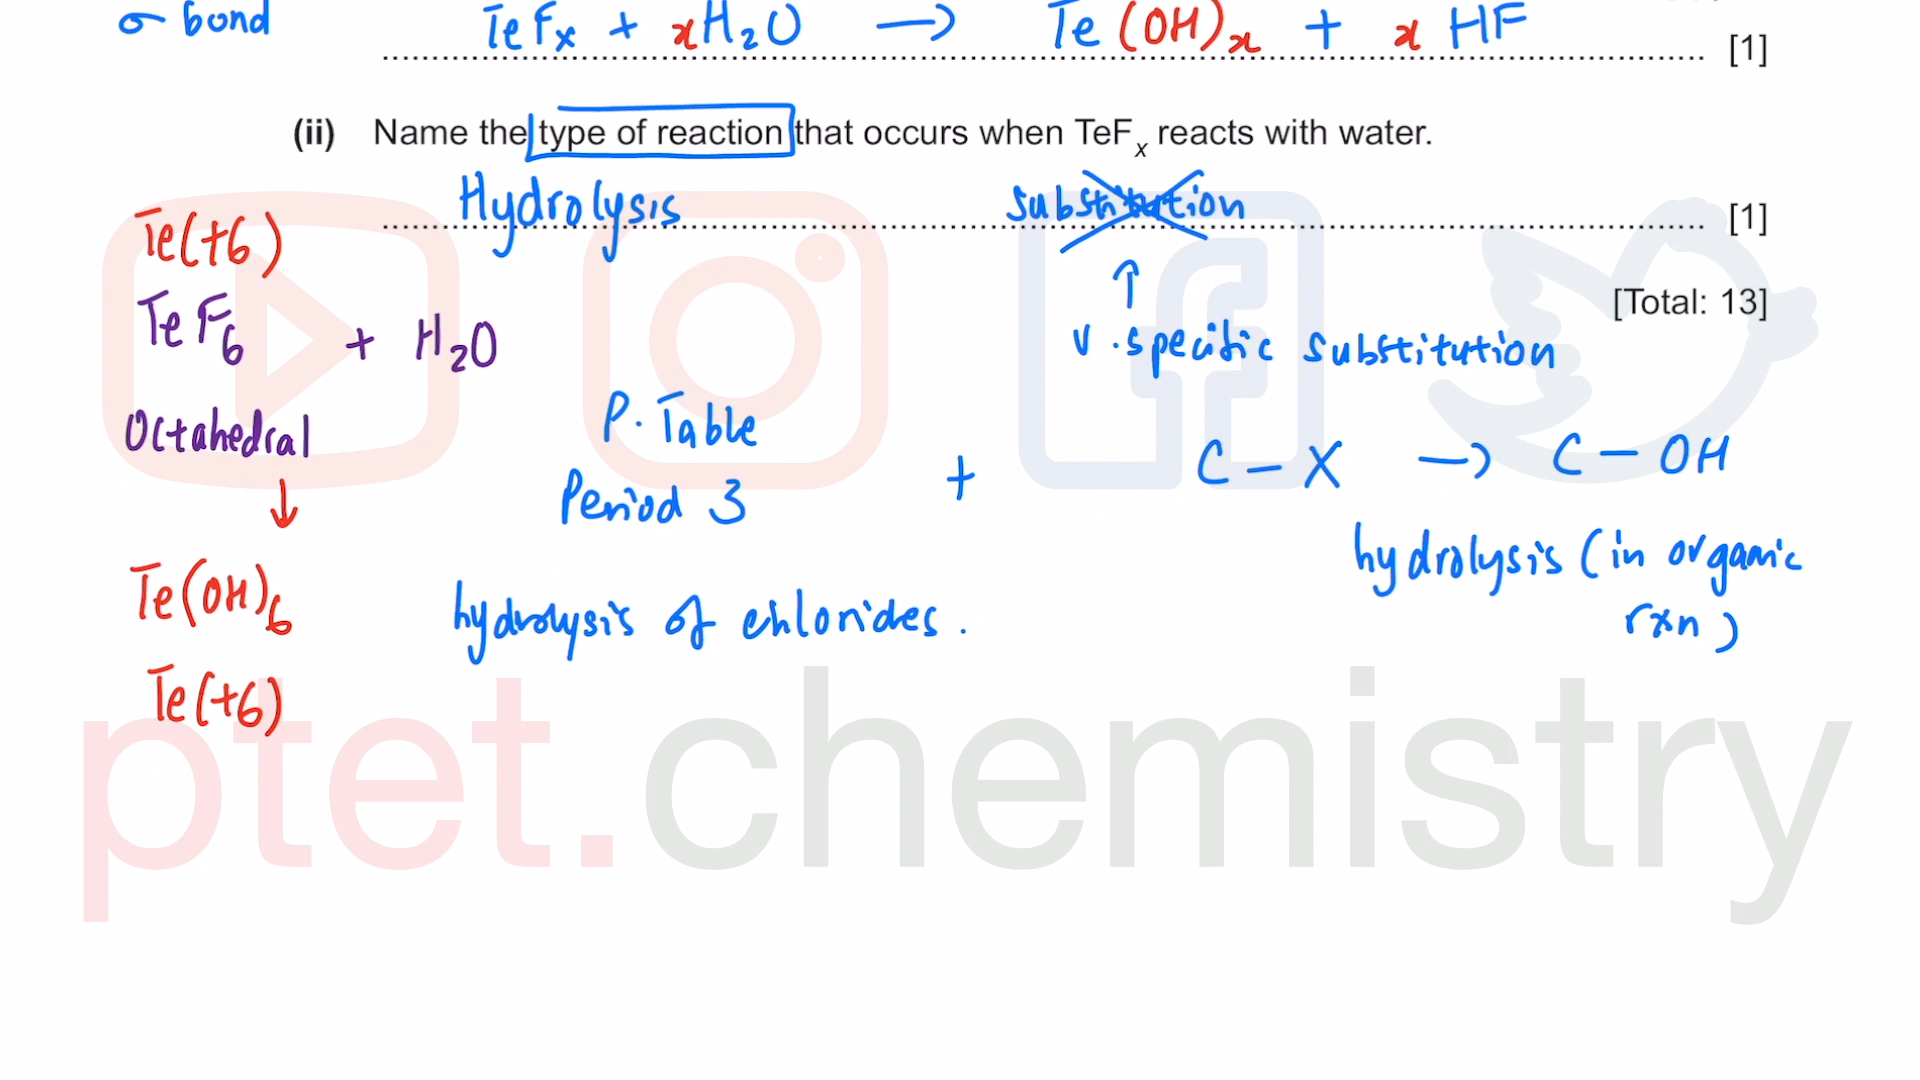 σ bond
TeFx + xH2O → Te(OH)x + x HF
[1]
(ii) Name the type of reaction that occurs when TeFx reacts with water.
Hydrolysis substitution
[1]
Te(+6)
[Total: 13]
TeF6 + H2O
↑
v. specific substitution
Octahedral
P. Table
Period 3
+ C – X → C – OH
↓
hydrolysis (in organic
rxn)
Te(OH)6
hydrolysis of chlorides.
Te(+6)
ptet.chemistry